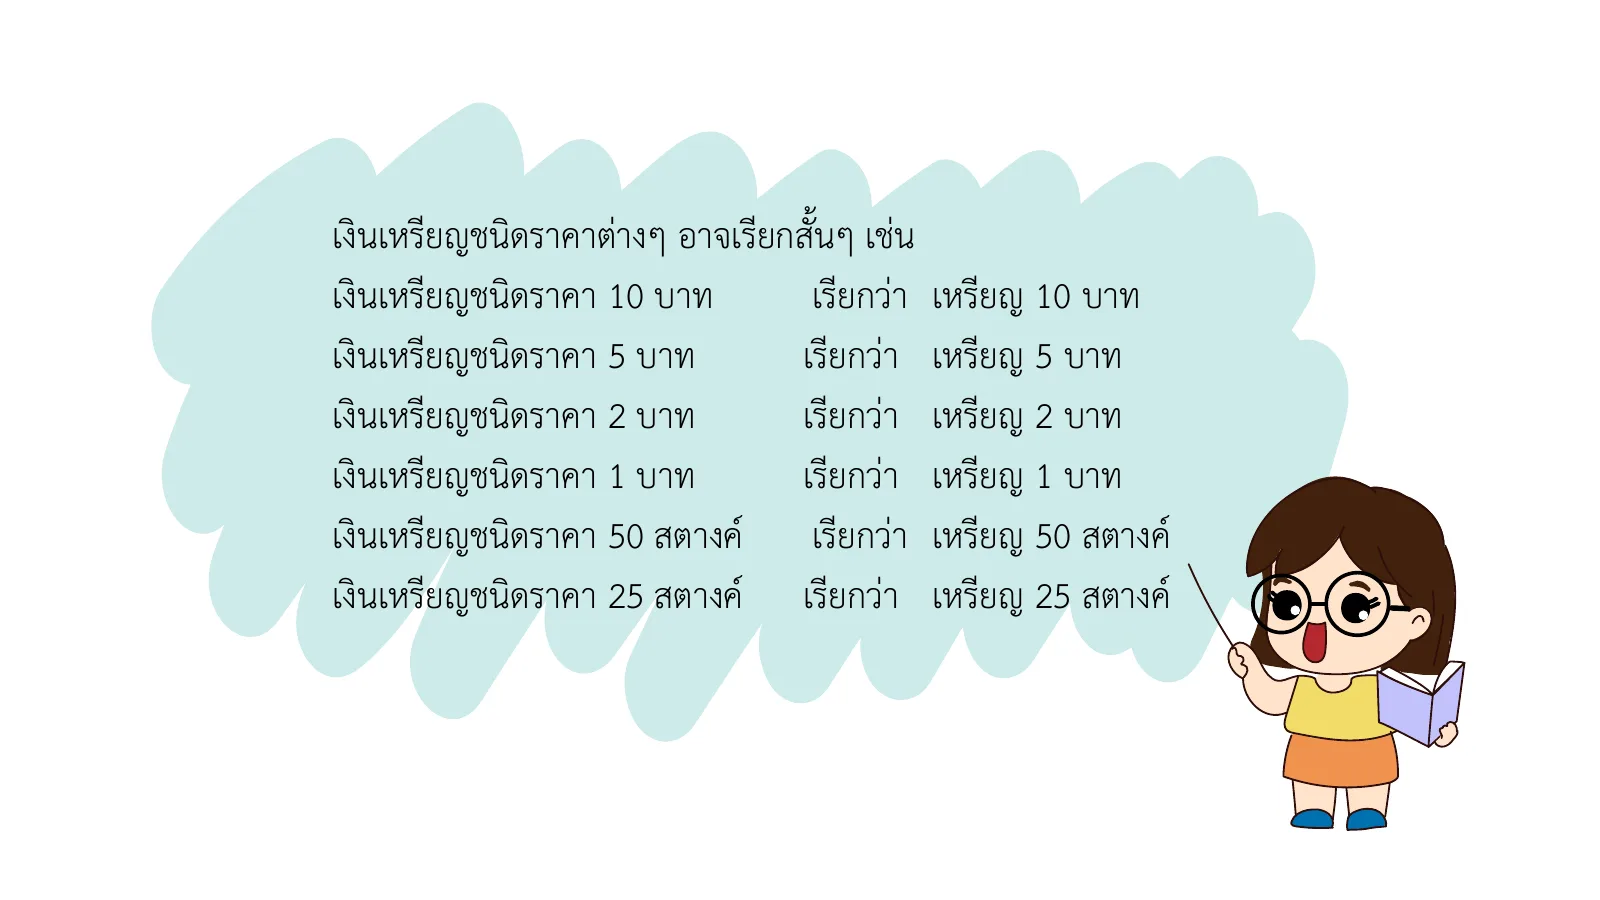 เงินเหรียญชนิดราคาต่างๆ อาจเรียกสั้นๆ เช่น
เงินเหรียญชนิดราคา 10 บาท เรียกว่า เหรียญ 10 บาท
เงินเหรียญชนิดราคา 5 บาท เรียกว่า เหรียญ 5 บาท
เงินเหรียญชนิดราคา 2 บาท เรียกว่า เหรียญ 2 บาท
เงินเหรียญชนิดราคา 1 บาท เรียกว่า เหรียญ 1 บาท
เงินเหรียญชนิดราคา 50 สตางค์ เรียกว่า เหรียญ 50 สตางค์
เงินเหรียญชนิดราคา 25 สตางค์ เรียกว่า เหรียญ 25 สตางค์